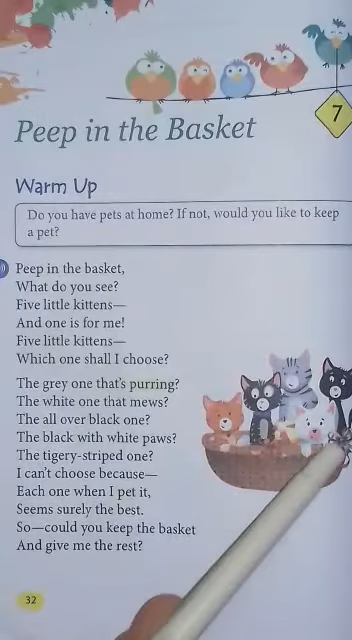 7
Peep in the Basket
Warm Up
Do you have pets at home? If not, would you like to keep
a pet?
Peep in the basket,
What do you see?
Five little kittens—
And one is for me!
Five little kittens—
Which one shall I choose?
The grey one that's purring?
The white one that mews?
The all over black one?
The black with white paws?
The tigery-striped one?
I can't choose because—
Each one when I pet it,
Seems surely the best.
So—could you keep the basket
And give me the rest?
32